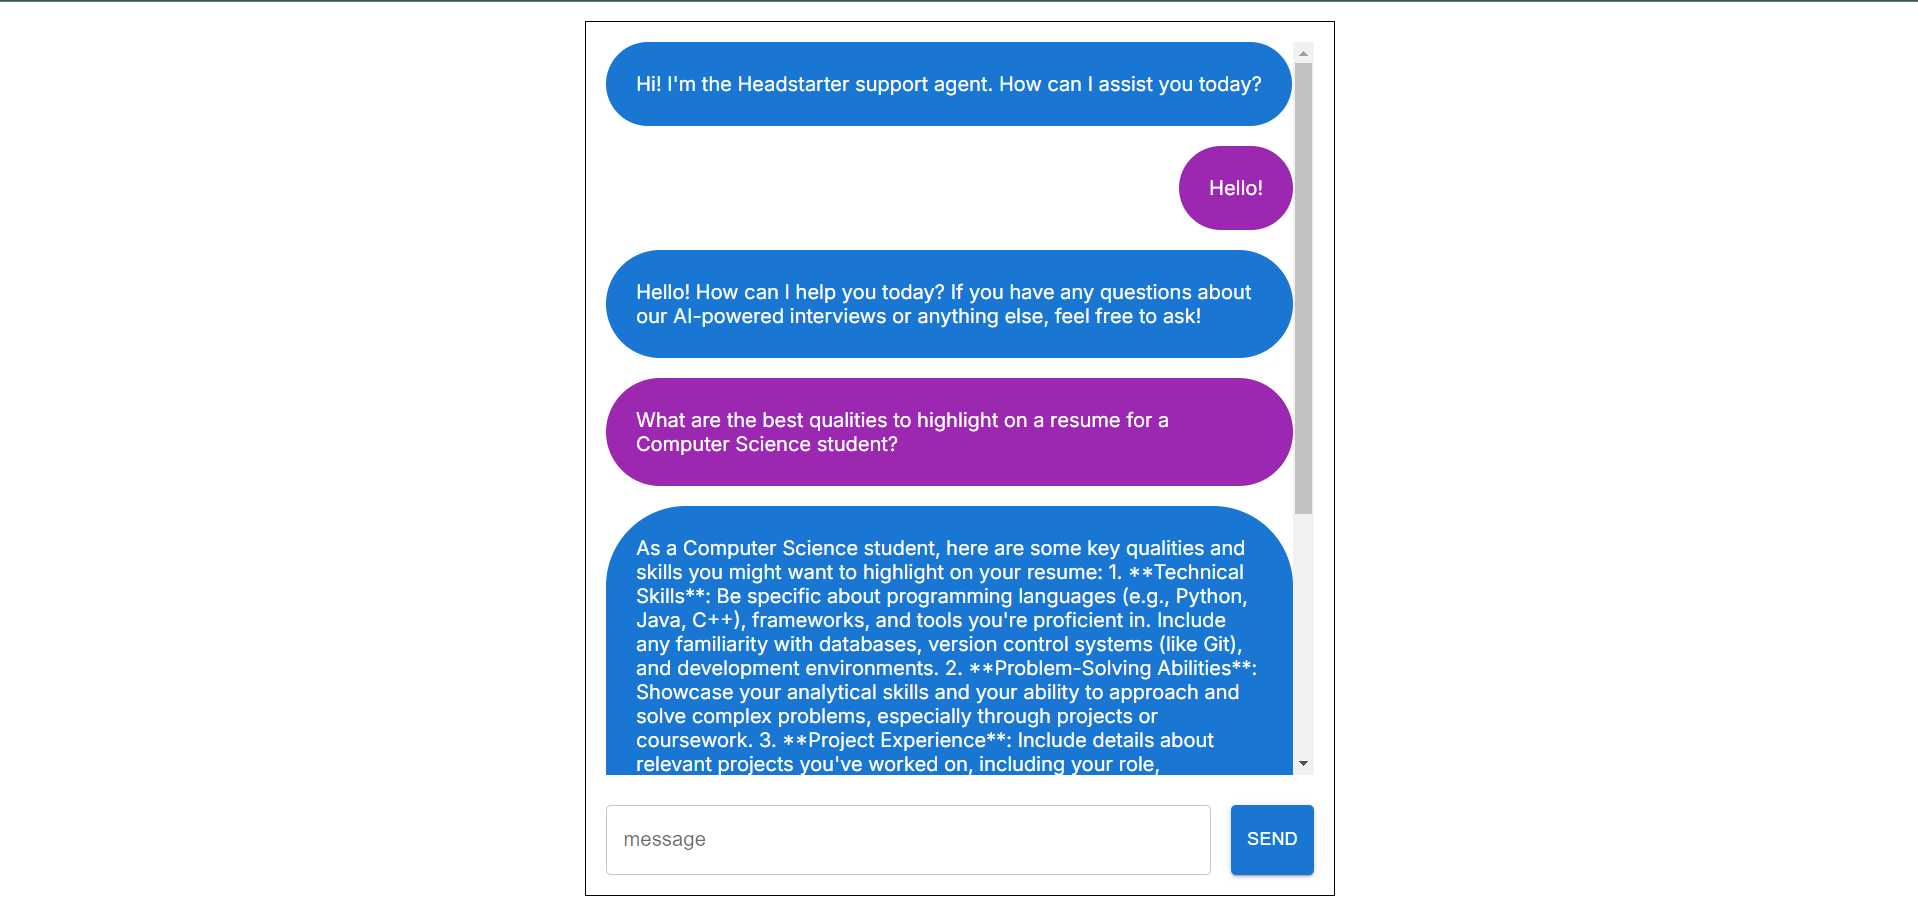 Hi! I'm the Headstarter support agent. How can I assist you today?
Hello!
Hello! How can I help you today? If you have any questions about
our AI-powered interviews or anything else, feel free to ask!
What are the best qualities to highlight on a resume for a
Computer Science student?
As a Computer Science student, here are some key qualities and
skills you might want to highlight on your resume: 1. **Technical
Skills**: Be specific about programming languages (e.g., Python,
Java, C++), frameworks, and tools you're proficient in. Include
any familiarity with databases, version control systems (like Git),
and development environments. 2. **Problem-Solving Abilities**:
Showcase your analytical skills and your ability to approach and
solve complex problems, especially through projects or
coursework. 3. **Project Experience**: Include details about
relevant projects you've worked on, including your role,
message
SEND